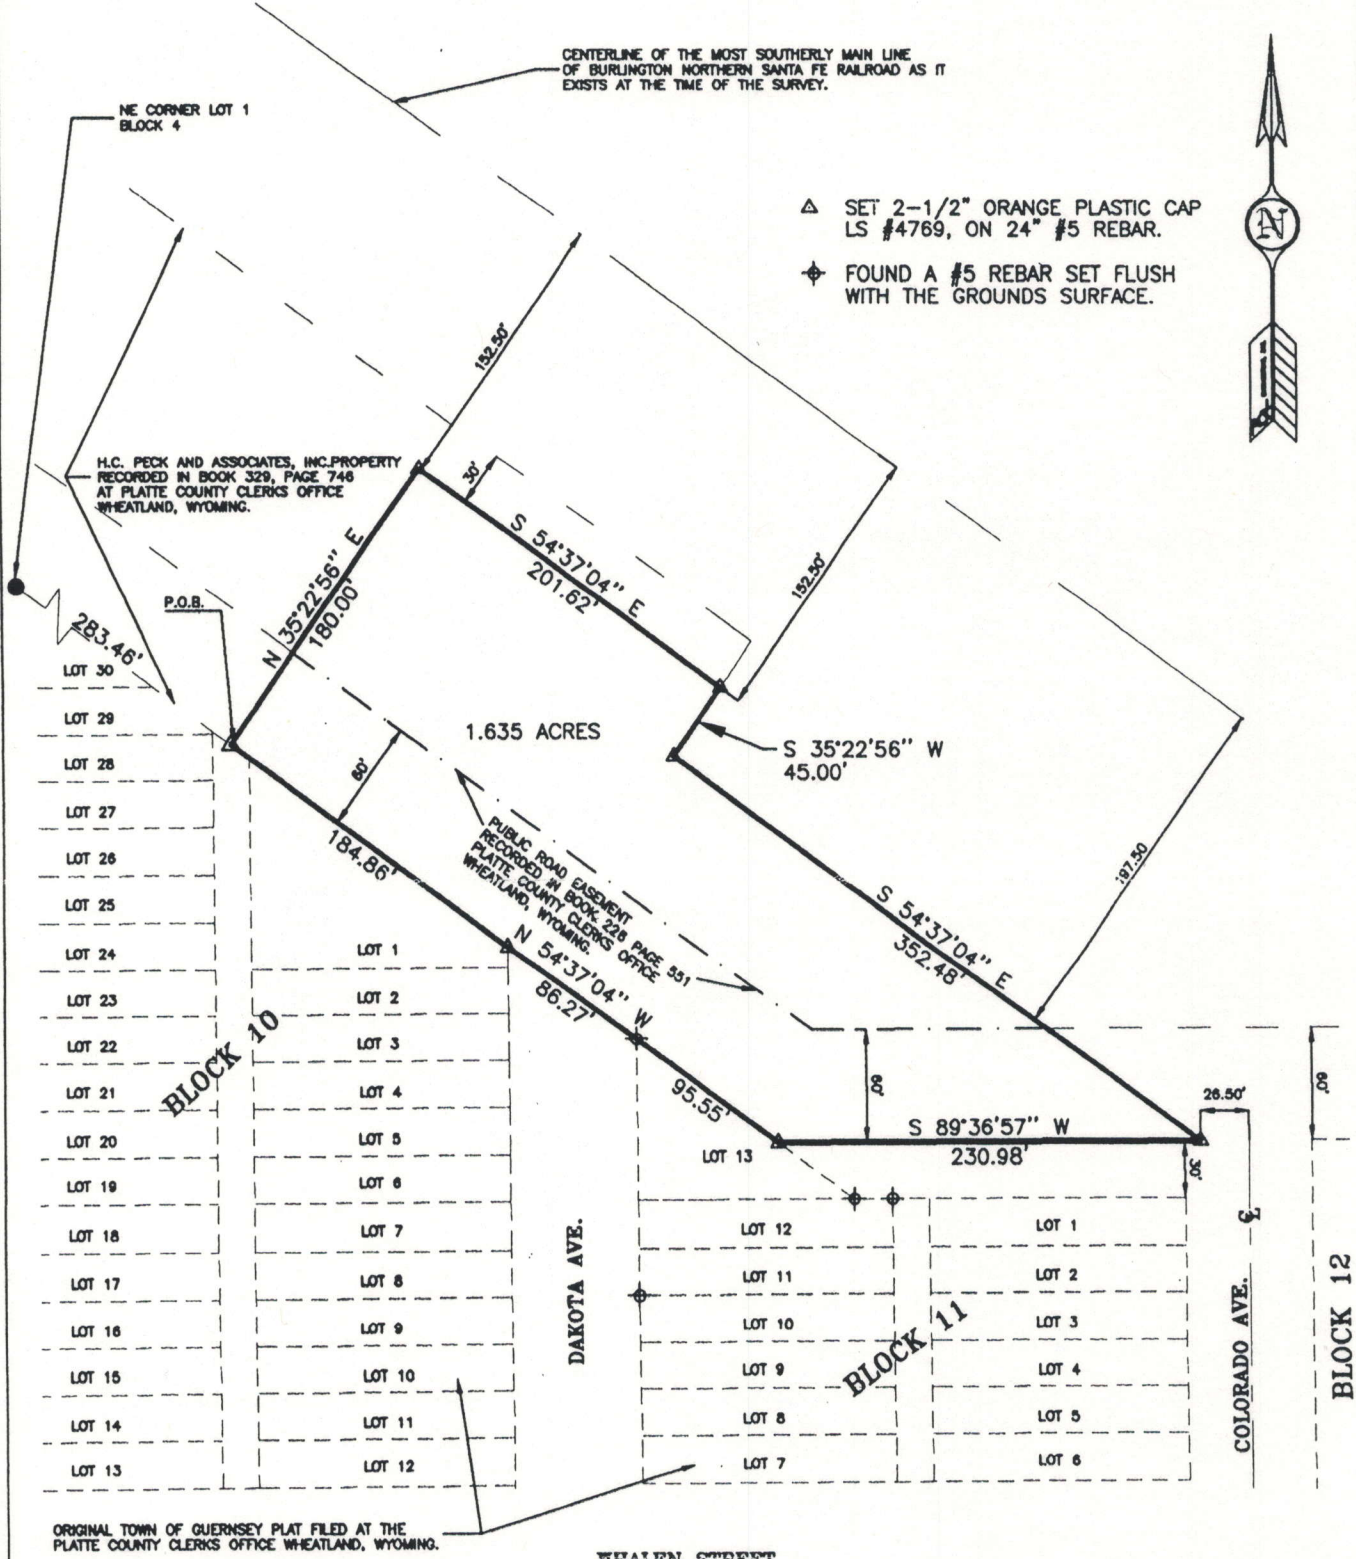 CENTERLINE OF THE MOST SOUTHERLY MAIN LINE
OF BURLINGTON NORTHERN SANTA FE RAILROAD AS IT
EXISTS AT THE TIME OF THE SURVEY.
NE CORNER LOT 1
BLOCK 4
SET 2-1/2" ORANGE PLASTIC CAP
LS #4769, ON 24" #5 REBAR.
FOUND A #5 REBAR SET FLUSH
WITH THE GROUNDS SURFACE.
N
152.50'
H.C. PECK AND ASSOCIATES, INC.PROPERTY
RECORDED IN BOOK 329, PAGE 746
AT PLATTE COUNTY CLERKS OFFICE
WHEATLAND, WYOMING.
30'
S 54°37'04" E
201.62'
152.50'
N 35°22'56" E
180.00'
P.O.B.
283.46'
1.635 ACRES
S 35°22'56" W
45.00'
60'
184.86'
PUBLIC ROAD EASEMENT
RECORDED IN BOOK 226 PAGE 551
PLATTE COUNTY CLERKS OFFICE
WHEATLAND, WYOMING.
197.50
S 54°37'04" E
352.48'
N 54°37'04" W
86.27'
95.55'
60'
S 89°36'57" W
230.98'
26.50'
60'
30'
LOT 30
LOT 29
LOT 28
LOT 27
LOT 26
LOT 25
LOT 24
LOT 23
LOT 22
LOT 21
LOT 20
LOT 19
LOT 18
LOT 17
LOT 16
LOT 15
LOT 14
LOT 13
BLOCK 10
LOT 1
LOT 2
LOT 3
LOT 4
LOT 5
LOT 6
LOT 7
LOT 8
LOT 9
LOT 10
LOT 11
LOT 12
DAKOTA AVE.
LOT 13
LOT 12
LOT 11
LOT 10
LOT 9
LOT 8
LOT 7
BLOCK 11
LOT 1
LOT 2
LOT 3
LOT 4
LOT 5
LOT 6
COLORADO AVE. CL
BLOCK 12
ORIGINAL TOWN OF GUERNSEY PLAT FILED AT THE
PLATTE COUNTY CLERKS OFFICE WHEATLAND, WYOMING.
WHALEN STREET